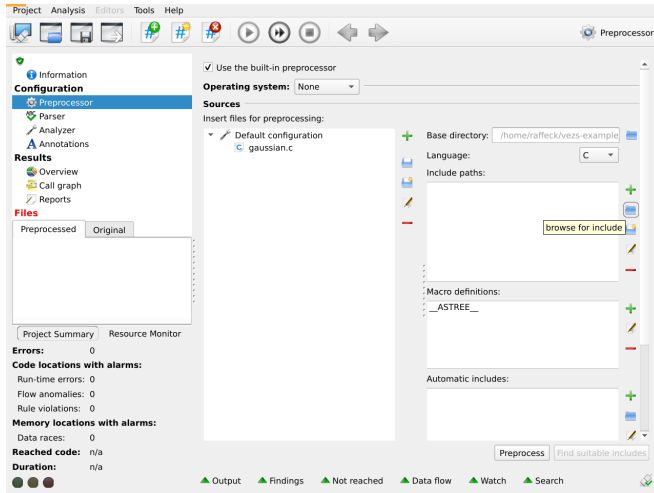 Project Analysis Editors Tools Help
Preprocessor
Information
Configuration
Preprocessor
Parser
Analyzer
A Annotations
Results
Overview
Call graph
Reports
Files
Preprocessed Original
Project Summary Resource Monitor
Errors: 0
Code locations with alarms:
Run-time errors: 0
Flow anomalies: 0
Rule violations: 0
Memory locations with alarms:
Data races: 0
Reached code: n/a
Duration: n/a
Use the built-in preprocessor
Operating system: None
Sources
Insert files for preprocessing:
Default configuration
C gaussian.c
Base directory: /home/raffeck/vezs-example
Language: C
Include paths:
browse for include
Macro definitions:
__ASTREE__
Automatic includes:
Preprocess Find suitable includes
Output Findings Not reached Data flow Watch Search